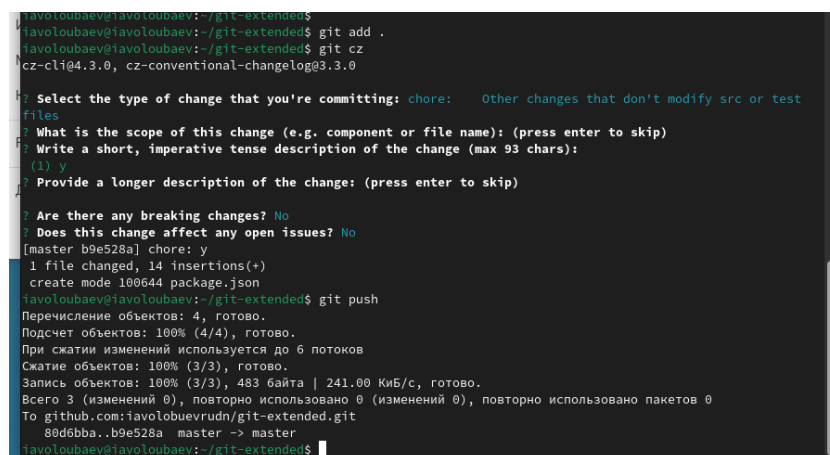 iavoloubaev@iavoloubaev:~/git-extended$
iavoloubaev@iavoloubaev:~/git-extended$ git add .
iavoloubaev@iavoloubaev:~/git-extended$ git cz
cz-cli@4.3.0, cz-conventional-changelog@3.3.0
? Select the type of change that you're committing: chore:    Other changes that don't modify src or test
files
? What is the scope of this change (e.g. component or file name): (press enter to skip)
? Write a short, imperative tense description of the change (max 93 chars):
(1) y
? Provide a longer description of the change: (press enter to skip)
? Are there any breaking changes? No
? Does this change affect any open issues? No
[master b9e528a] chore: y
1 file changed, 14 insertions(+)
create mode 100644 package.json
iavoloubaev@iavoloubaev:~/git-extended$ git push
Перечисление объектов: 4, готово.
Подсчет объектов: 100% (4/4), готово.
При сжатии изменений используется до 6 потоков
Сжатие объектов: 100% (3/3), готово.
Запись объектов: 100% (3/3), 483 байта | 241.00 КиБ/с, готово.
Всего 3 (изменений 0), повторно использовано 0 (изменений 0), повторно использовано пакетов 0
To github.com:iavolobuevrudn/git-extended.git
80d6bba..b9e528a  master -> master
iavoloubaev@iavoloubaev:~/git-extended$